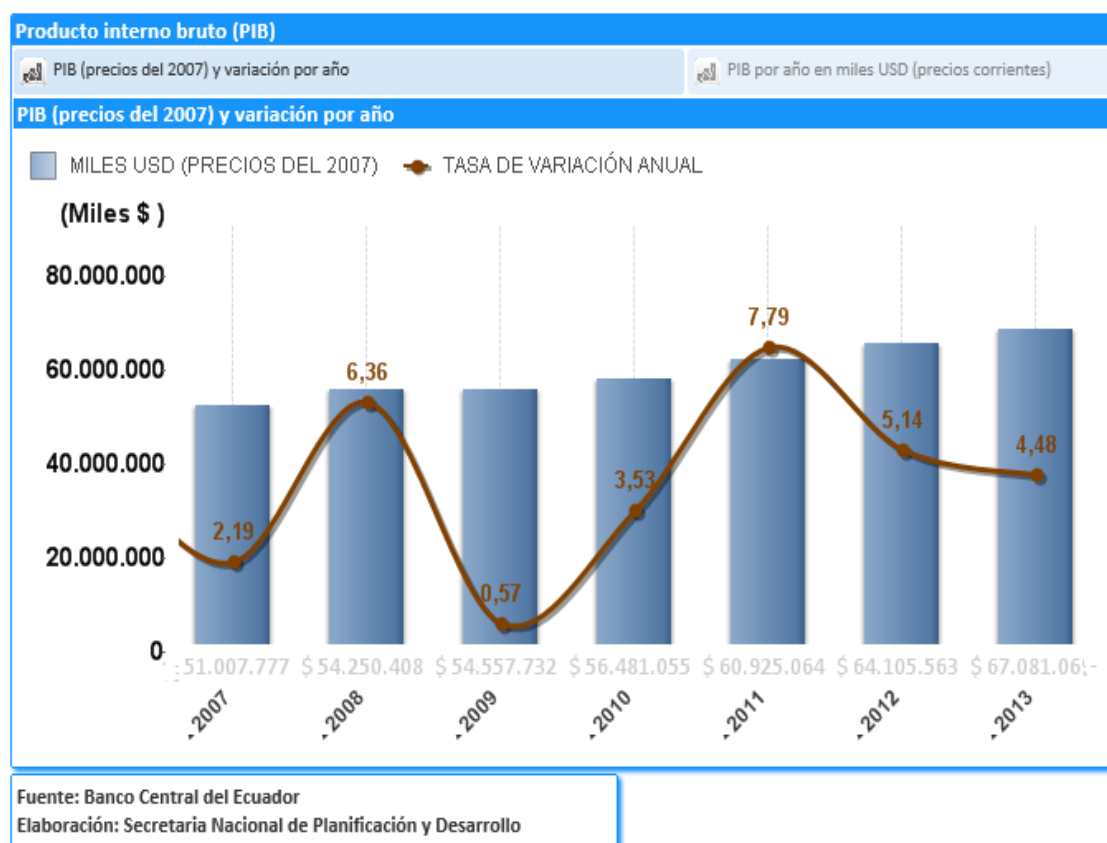 Producto interno bruto (PIB)
PIB (precios del 2007) y variación por año
PIB por año en miles USD (precios corrientes)
PIB (precios del 2007) y variación por año
MILES USD (PRECIOS DEL 2007) TASA DE VARIACIÓN ANUAL
(Miles $ )
80.000.000
60.000.000
40.000.000
20.000.000
0
2,19
6,36
0,57
3,53
7,79
5,14
4,48
51.007.777 $ 54.250.408 $ 54.557.732 $ 56.481.055 $ 60.925.064 $ 64.105.563 $
2007 2008 2009 2010 2011 2012 2013
Fuente: Banco Central del Ecuador
Elaboración: Secretaria Nacional de Planificación y Desarrollo